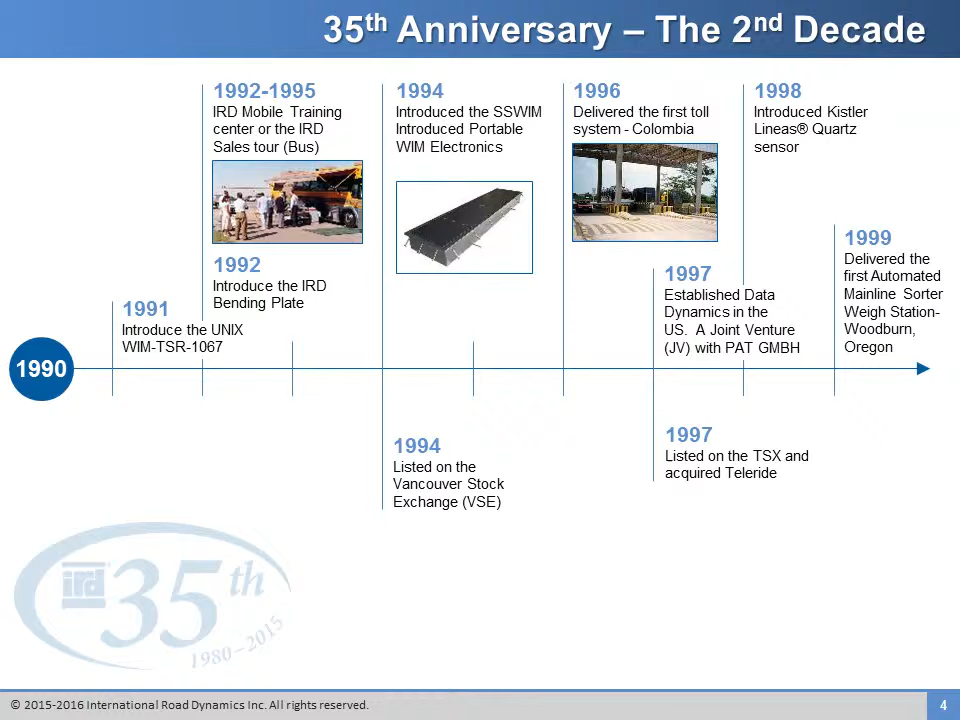 35th Anniversary – The 2nd Decade
1992-1995
IRD Mobile Training
center or the IRD
Sales tour (Bus)
1994
Introduced the SSWIM
Introduced Portable
WIM Electronics
1996
Delivered the first toll
system - Colombia
1998
Introduced Kistler
Lineas® Quartz
sensor
1992
Introduce the IRD
Bending Plate
1991
Introduce the UNIX
WIM-TSR-1067
1997
Established Data
Dynamics in the
US. A Joint Venture
(JV) with PAT GMBH
1999
Delivered the
first Automated
Mainline Sorter
Weigh Station-
Woodburn,
Oregon
1990
1994
Listed on the
Vancouver Stock
Exchange (VSE)
1997
Listed on the TSX and
acquired Teleride
ird 35th
1980–2015
© 2015-2016 International Road Dynamics Inc. All rights reserved.
4